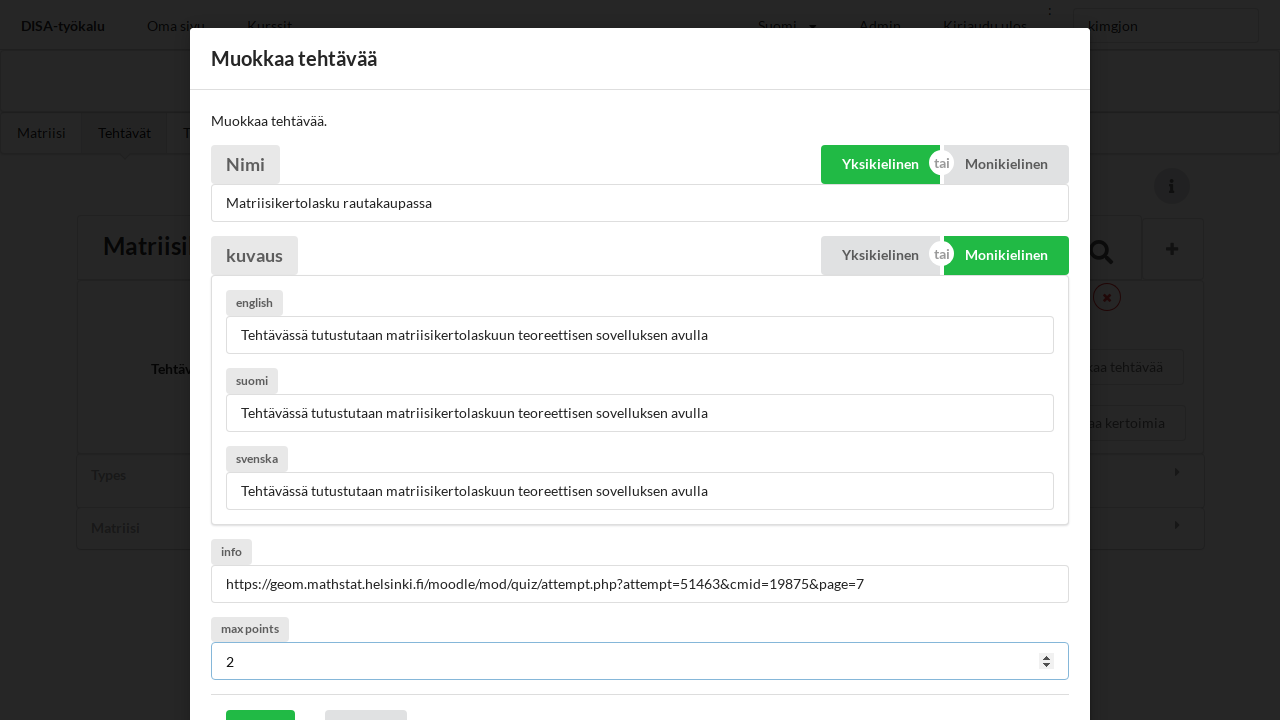 DISA-työkalu Oma sivu Kurssit Suomi Admin Kirjaudu ulos : kimgjon
Muokkaa tehtävää
Muokkaa tehtävää.
Matriisi Tehtävät
Nimi Yksikielinen tai Monikielinen
Matriisikertolasku rautakaupassa
kuvaus Yksikielinen tai Monikielinen
Matriisi
english
Tehtävässä tutustutaan matriisikertolaskuun teoreettisen sovelluksen avulla
suomi
Tehtävässä tutustutaan matriisikertolaskuun teoreettisen sovelluksen avulla
svenska
Tehtävässä tutustutaan matriisikertolaskuun teoreettisen sovelluksen avulla
tehtävää
kertoimia
Types
Matriisi
info
https://geom.mathstat.helsinki.fi/moodle/mod/quiz/attempt.php?attempt=51463&cmid=19875&page=7
max points
2